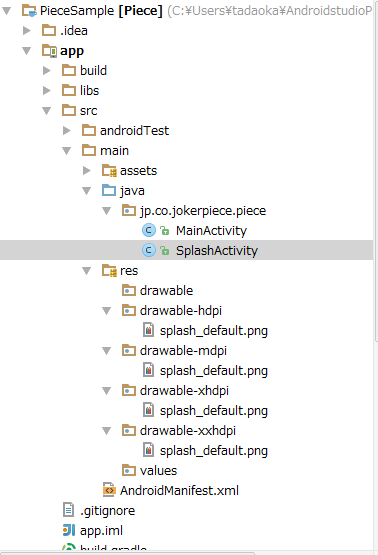 PieceSample [Piece] (C:¥Users¥tadaoka¥AndroidstudioP
.idea
app
build
libs
src
androidTest
main
assets
java
jp.co.jokerpiece.piece
MainActivity
SplashActivity
res
drawable
drawable-hdpi
splash_default.png
drawable-mdpi
splash_default.png
drawable-xhdpi
splash_default.png
drawable-xxhdpi
splash_default.png
values
AndroidManifest.xml
.gitignore
app.iml
build.gradle